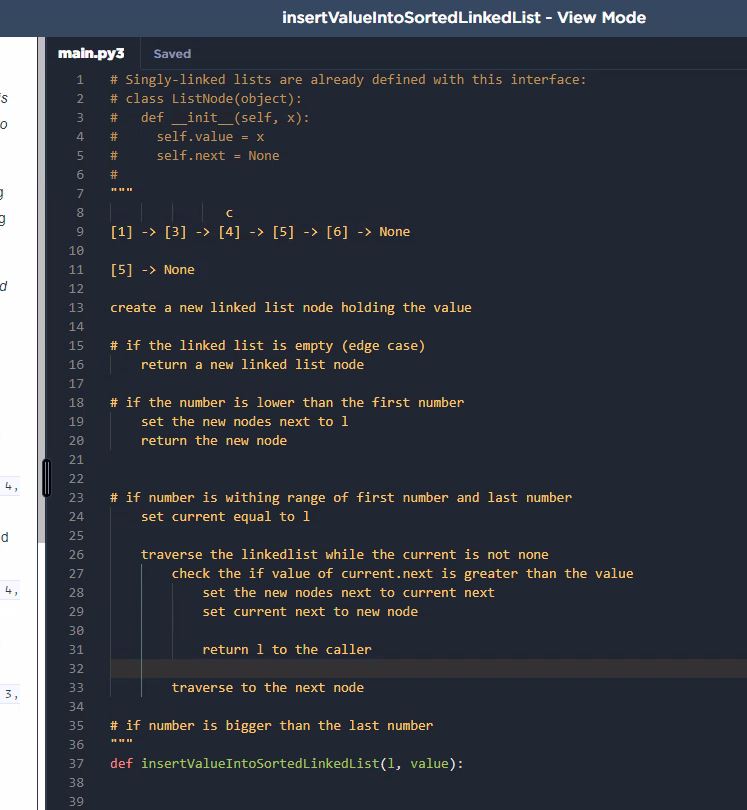 insertValueIntoSortedLinkedList - View Mode
main.py3 Saved
1 # Singly-linked lists are already defined with this interface:
2 # class ListNode(object):
3 #   def __init__(self, x):
4 #     self.value = x
5 #     self.next = None
6 #
7 """
8 c
9 [1] -> [3] -> [4] -> [5] -> [6] -> None
10
11 [5] -> None
12
13 create a new linked list node holding the value
14
15 # if the linked list is empty (edge case)
16     return a new linked list node
17
18 # if the number is lower than the first number
19     set the new nodes next to l
20     return the new node
21
22
23 # if number is withing range of first number and last number
24     set current equal to l
25
26     traverse the linkedlist while the current is not none
27         check the if value of current.next is greater than the value
28             set the new nodes next to current next
29             set current next to new node
30
31             return l to the caller
32
33         traverse to the next node
34
35 # if number is bigger than the last number
36 """
37 def insertValueIntoSortedLinkedList(l, value):
38
39
s
o
g
g
d
4,
d
4,
3,